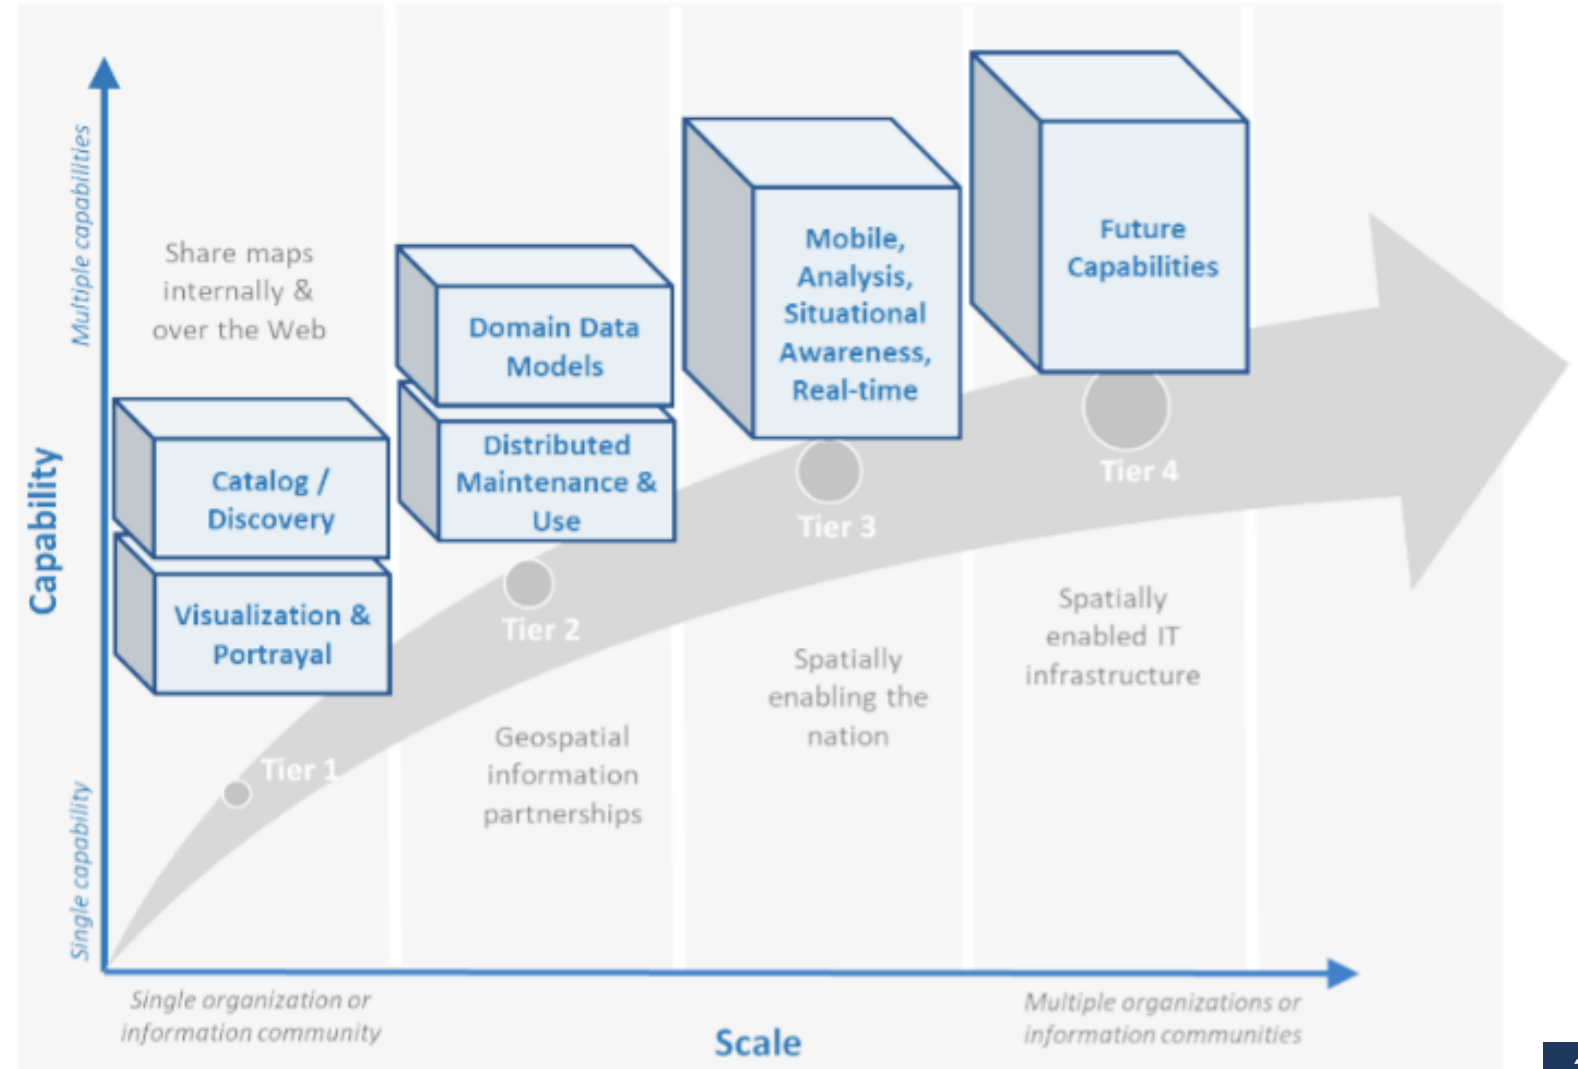 Multiple capabilities
Capability
Single capability
Share maps
internally &
over the Web
Catalog /
Discovery
Visualization &
Portrayal
Tier 1
Domain Data
Models
Distributed
Maintenance &
Use
Tier 2
Geospatial
information
partnerships
Mobile,
Analysis,
Situational
Awareness,
Real-time
Tier 3
Spatially
enabling the
nation
Future
Capabilities
Tier 4
Spatially
enabled IT
infrastructure
Single organization or
information community
Scale
Multiple organizations or
information communities